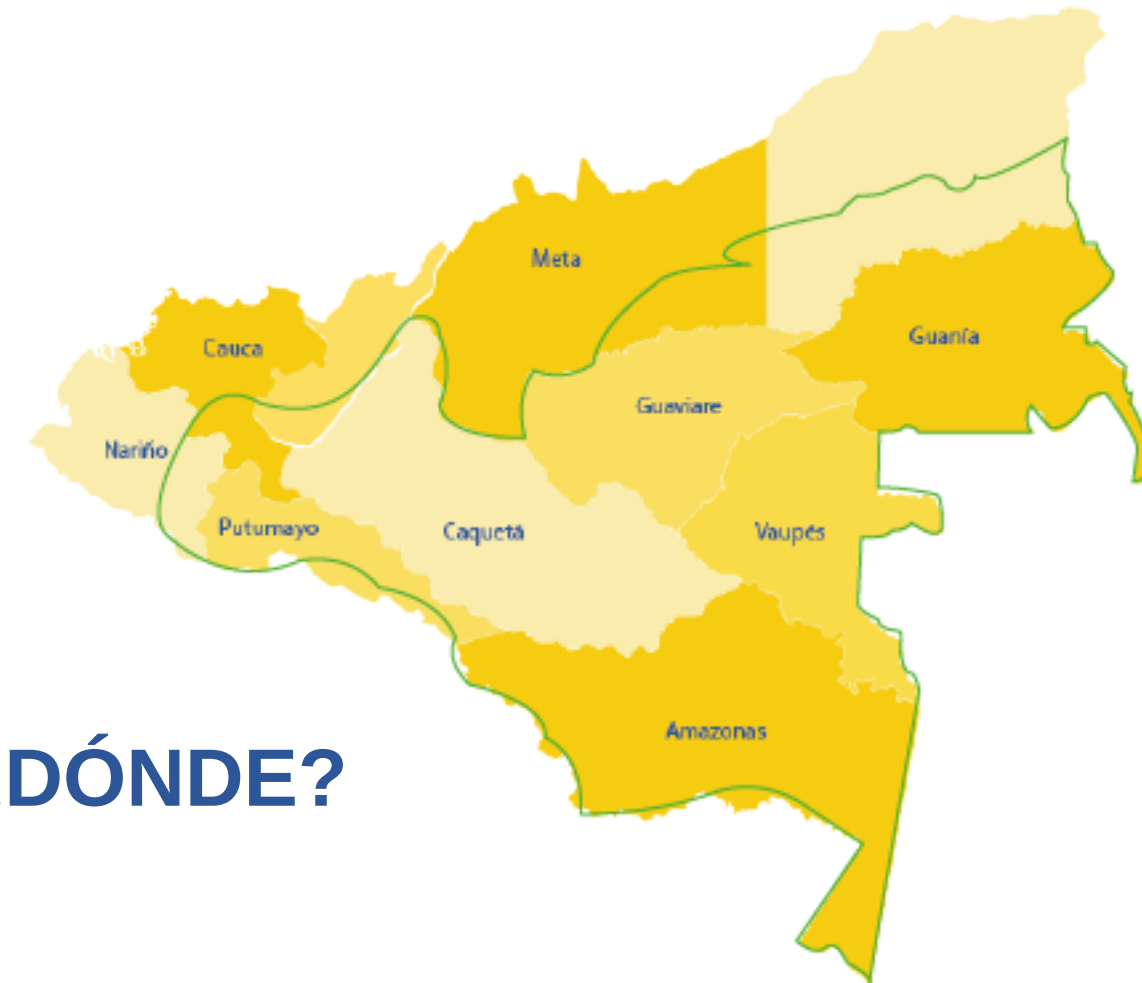 Meta
Cauca
Guanía
Guaviare
Nariño
Putumayo
Caquetá
Vaupés
Amazonas
DÓNDE?